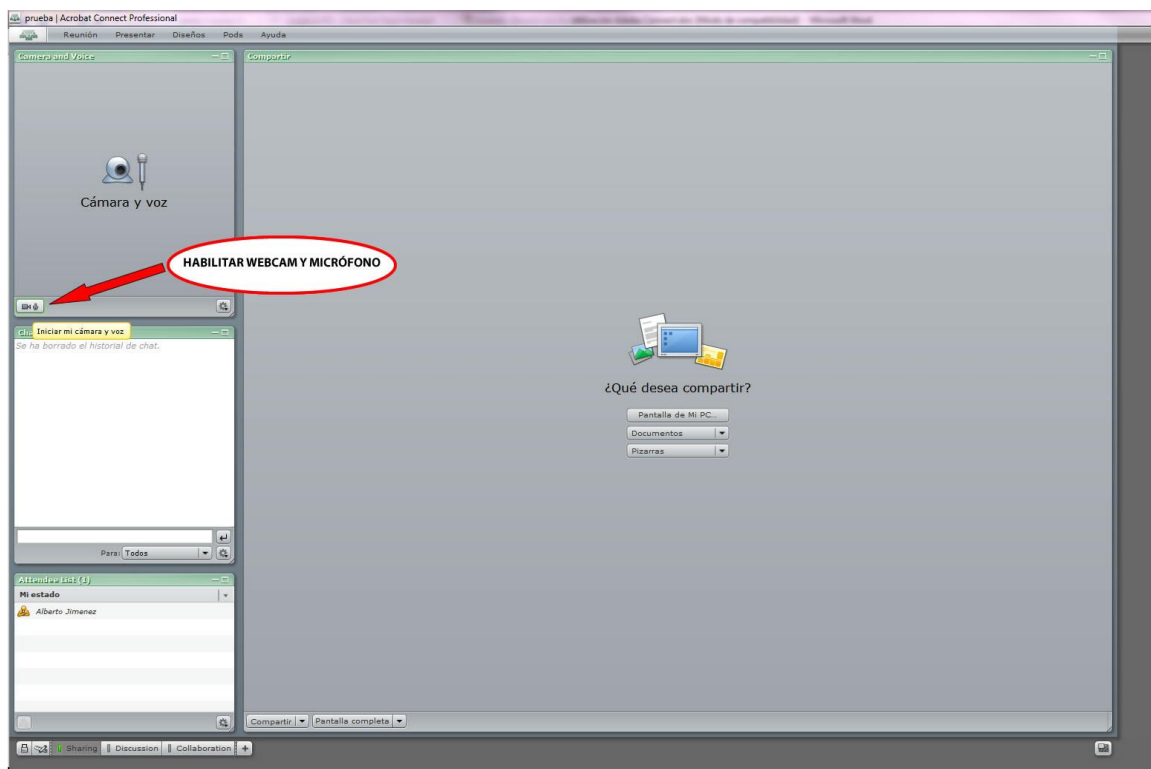 prueba | Acrobat Connect Professional
Reunión Presentar Diseños Pods Ayuda
Camera and Voice
Cámara y voz
HABILITAR WEBCAM Y MICRÓFONO
Iniciar mi cámara y voz
Se ha borrado el historial de chat.
Para: Todos
Attendee List (1)
Mi estado
Alberto Jimenez
Compartir
¿Qué desea compartir?
Pantalla de Mi PC...
Documentos
Pizarras
Compartir Pantalla completa
Sharing Discussion Collaboration